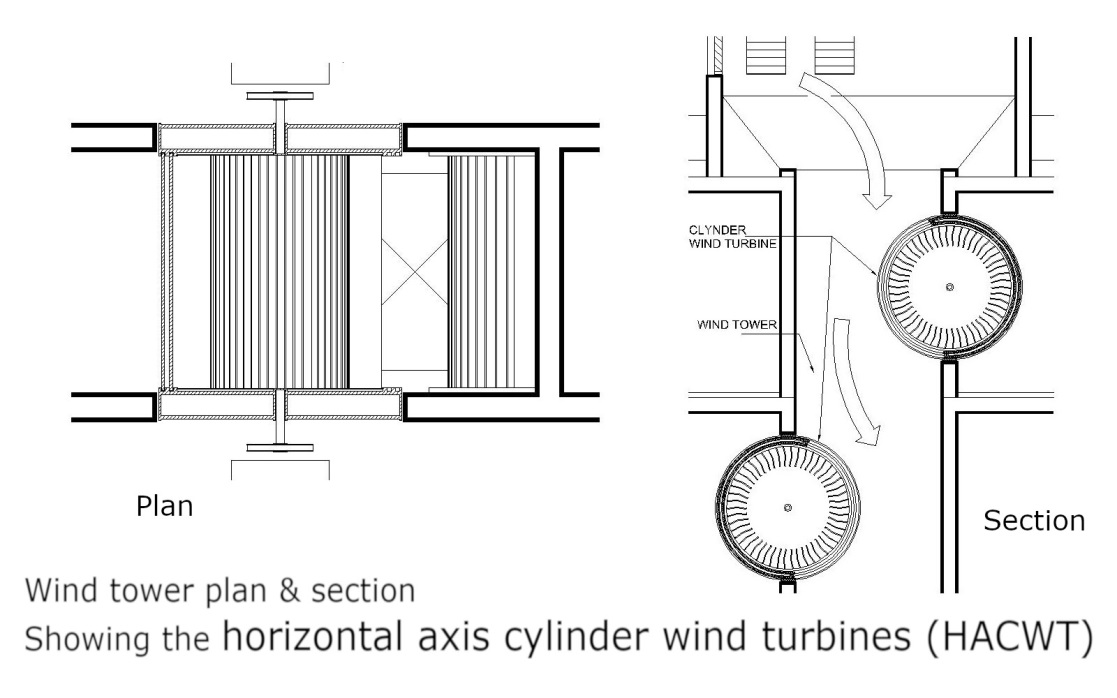 CLYNDER
WIND TURBINE
WIND TOWER
Plan
Section
Wind tower plan & section
Showing the horizontal axis cylinder wind turbines (HACWT)